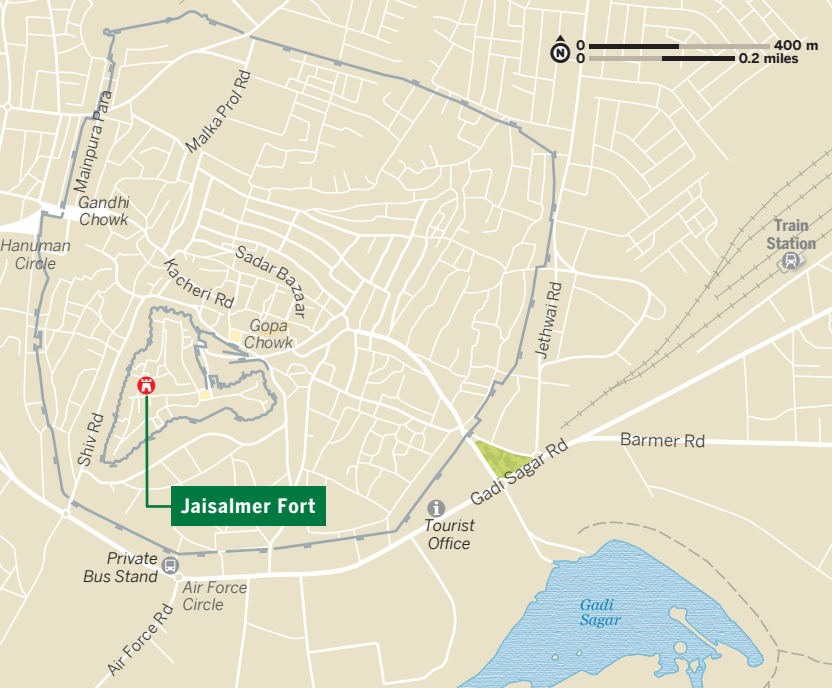 0 400 m
N
0 0.2 miles
Malka Prol Rd
Mainpura Para
Gandhi
Chowk
Hanuman
Circle
Train
Station
Sadar Bazaar
Kacheri Rd
Jethwai Rd
Gopa
Chowk
Shiv Rd
Barmer Rd
Gadi Sagar Rd
Jaisalmer Fort
i
Tourist
Office
Private
Bus Stand
Air Force
Circle
Gadi
Sagar
Air Force Rd